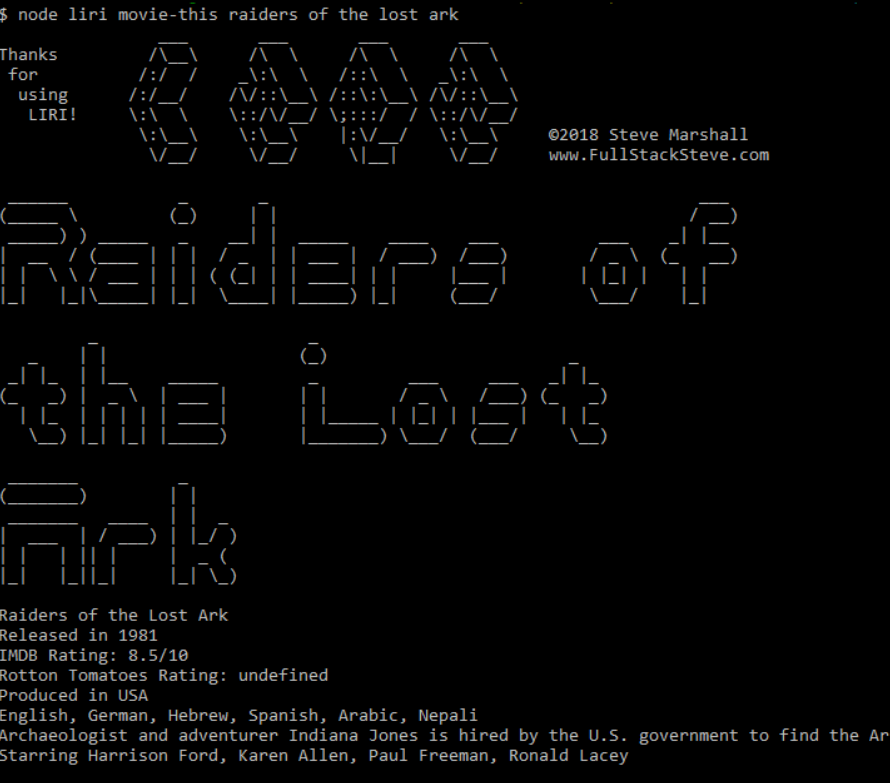 $ node liri movie-this raiders of the lost ark
Thanks
for
using
LIRI!
©2018 Steve Marshall
www.FullStackSteve.com
Raiders of
the Lost
Ark
Raiders of the Lost Ark
Released in 1981
IMDB Rating: 8.5/10
Rotton Tomatoes Rating: undefined
Produced in USA
English, German, Hebrew, Spanish, Arabic, Nepali
Archaeologist and adventurer Indiana Jones is hired by the U.S. government to find the Ar
Starring Harrison Ford, Karen Allen, Paul Freeman, Ronald Lacey